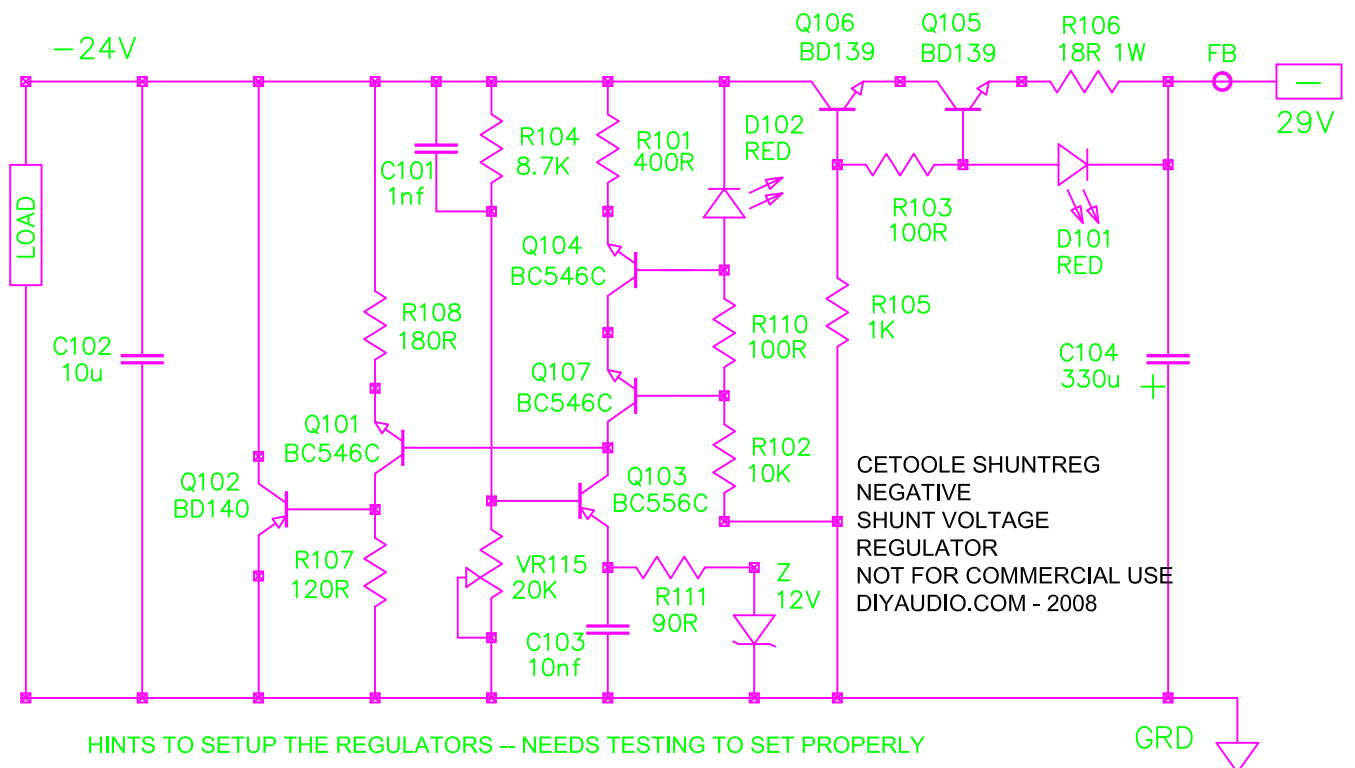 -24V
Q106
BD139
Q105
BD139
R106
18R 1W
FB
-
29V
C101
1nf
R104
8.7K
R101
400R
D102
RED
R103
100R
D101
RED
LOAD
Q104
BC546C
R108
180R
R110
100R
R105
1K
C102
10u
C104
330u
+
Q107
BC546C
Q101
BC546C
R102
10K
Q102
BD140
Q103
BC556C
CETOOLE SHUNTREG
NEGATIVE
SHUNT VOLTAGE
REGULATOR
NOT FOR COMMERCIAL USE
DIYAUDIO.COM - 2008
R107
120R
VR115
20K
R111
90R
Z
12V
C103
10nf
HINTS TO SETUP THE REGULATORS -- NEEDS TESTING TO SET PROPERLY
GRD